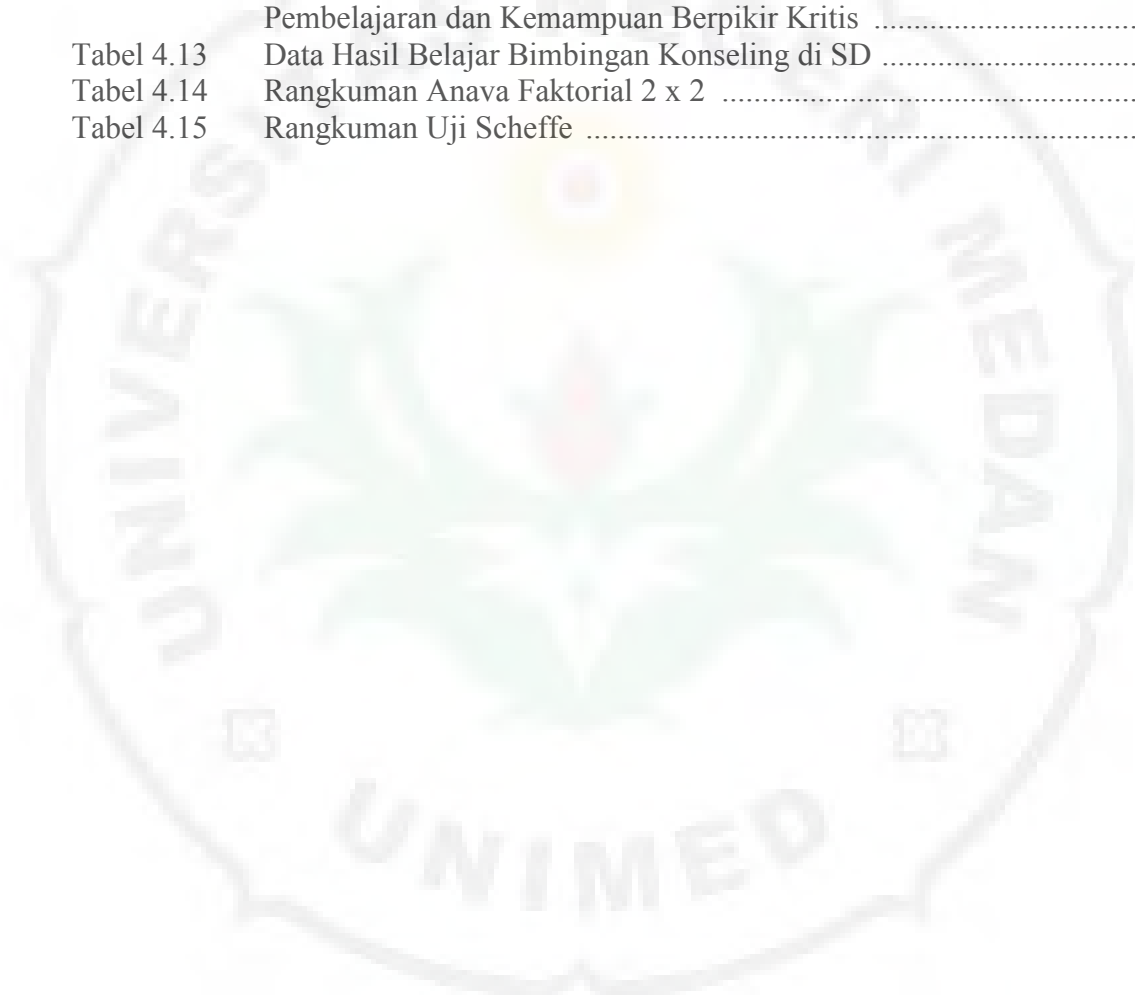 Pembelajaran dan Kemampuan Berpikir Kritis ..................................
Tabel 4.13 Data Hasil Belajar Bimbingan Konseling di SD ................................
Tabel 4.14 Rangkuman Anava Faktorial 2 x 2 .....................................................
Tabel 4.15 Rangkuman Uji Scheffe ......................................................................
UNIVERSITAS NEGERI MEDAN
UNIMED